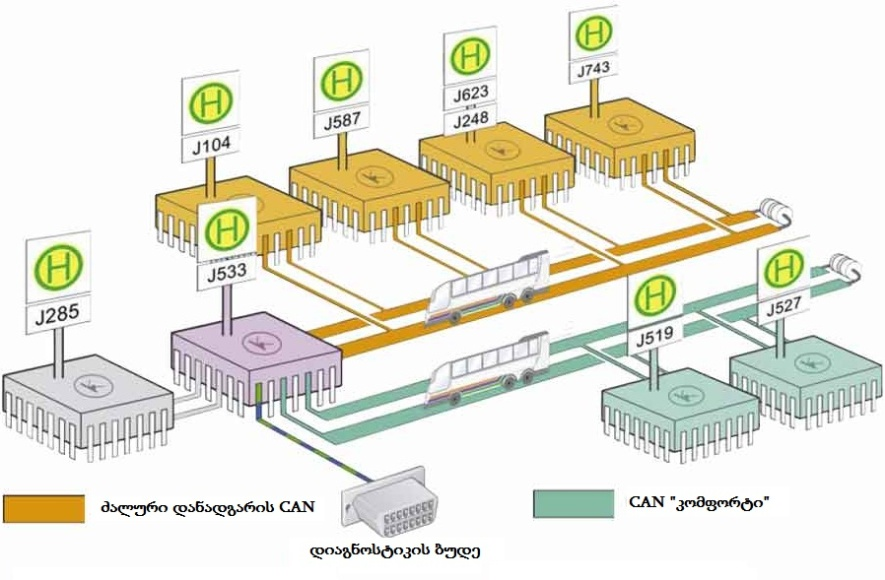 H
J743
H
J623
J248
H
J587
H
J104
H
J533
H
J285
H
J527
H
J519
ძალური დანადგარის CAN
CAN "კომფორტი"
დიაგნოსტიკის ბუდე